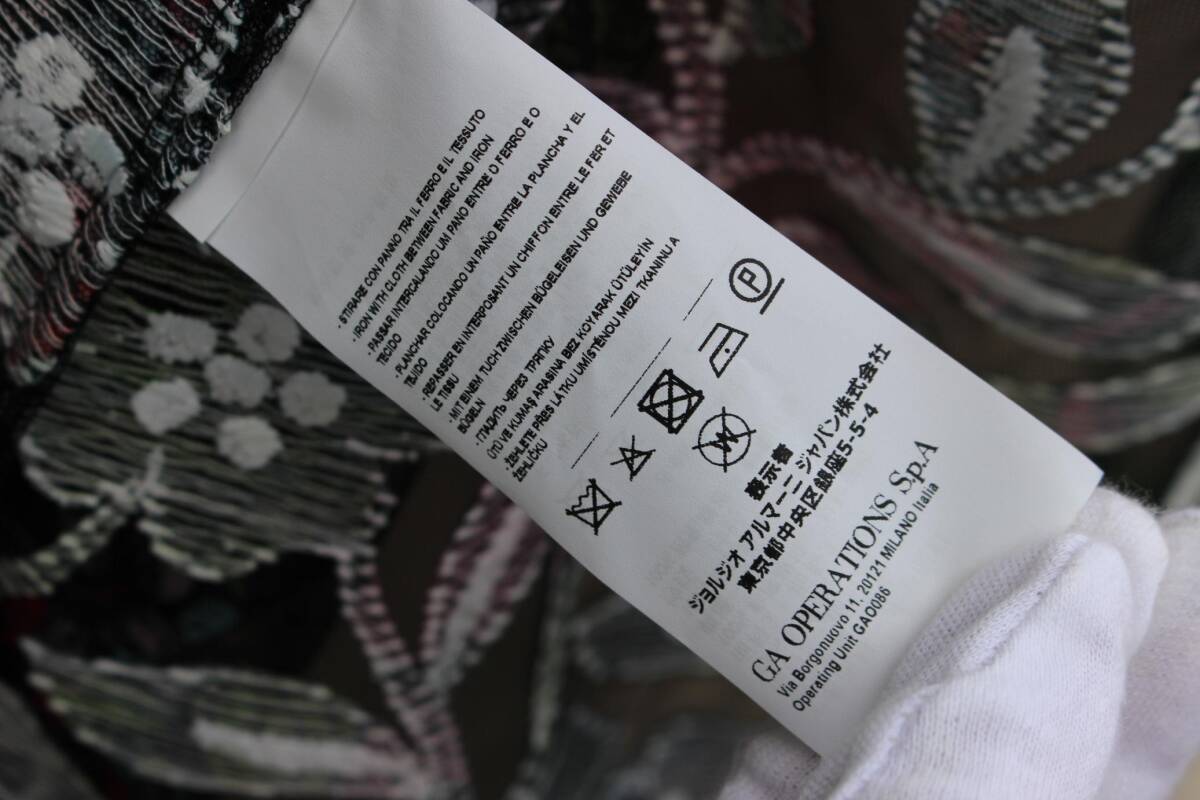 - STIRARE CON PANNO TRA IL FERRO E IL TESSUTO
- IRON WITH CLOTH BETWEEN FABRIC AND IRON
- PASSAR INTERCALANDO UM PANO ENTRE O FERRO E O
TECIDO
- PLANCHAR COLOCANDO UN PAÑO ENTRE LA PLANCHA Y EL
TEJIDO
- REPASSER EN INTERPOSANT UN CHIFFON ENTRE LE FER ET
LE TISSU
- MIT EINEM TUCH ZWISCHEN BÜGELEISEN UND GEWEBE
BÜGELN
- ГЛАДИТЬ ЧЕРЕЗ ТРЯПКУ
ÜTÜ VE KUMAŞ ARASINA BEZ KOYARAK ÜTÜLEYİN
- ŽEHLETE PŘES LÁTKU UMÍSTĚNOU MEZI TKANINU A
ŽEHLIČKU
P
W
表示者
ジョルジオ アルマーニ ジャパン株式会社
東京都中央区銀座5-5-4
GA OPERATIONS S.p.A
Via Borgonuovo 11. 20121 MILANO Italia
Operating Unit GAO086